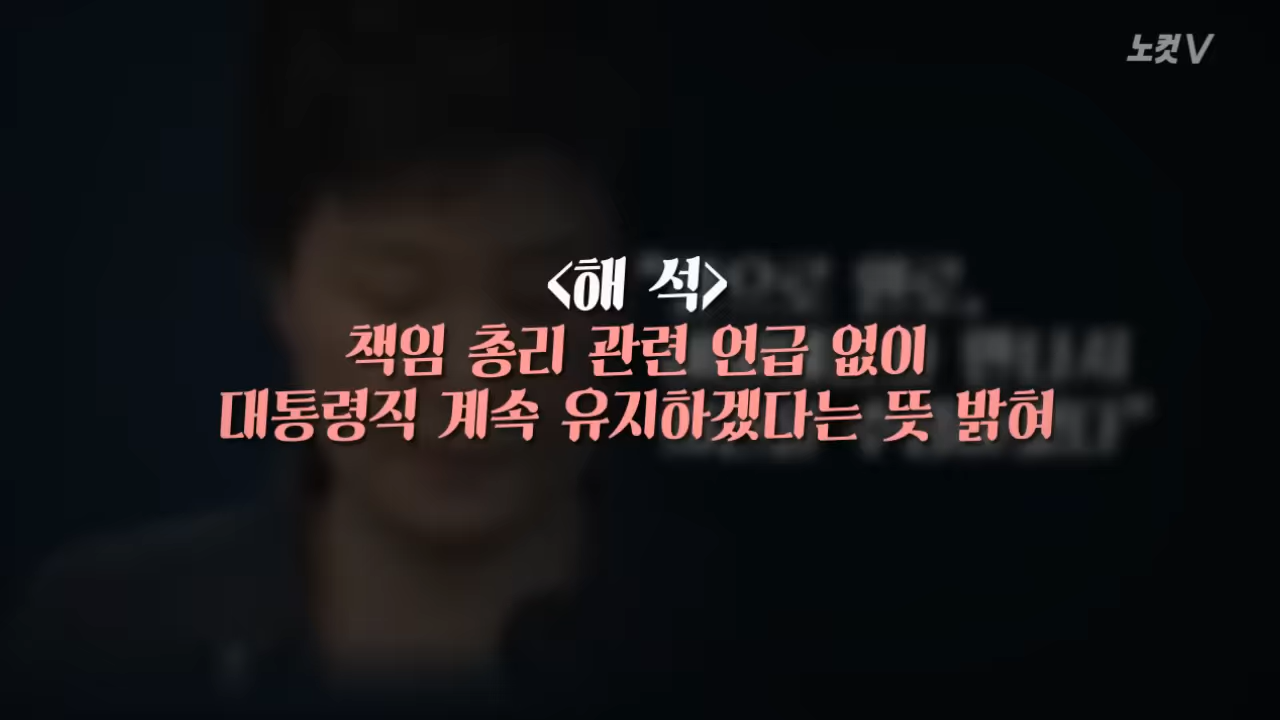 노컷V
<해 석>
책임 총리 관련 언급 없이
대통령직 계속 유지하겠다는 뜻 밝혀